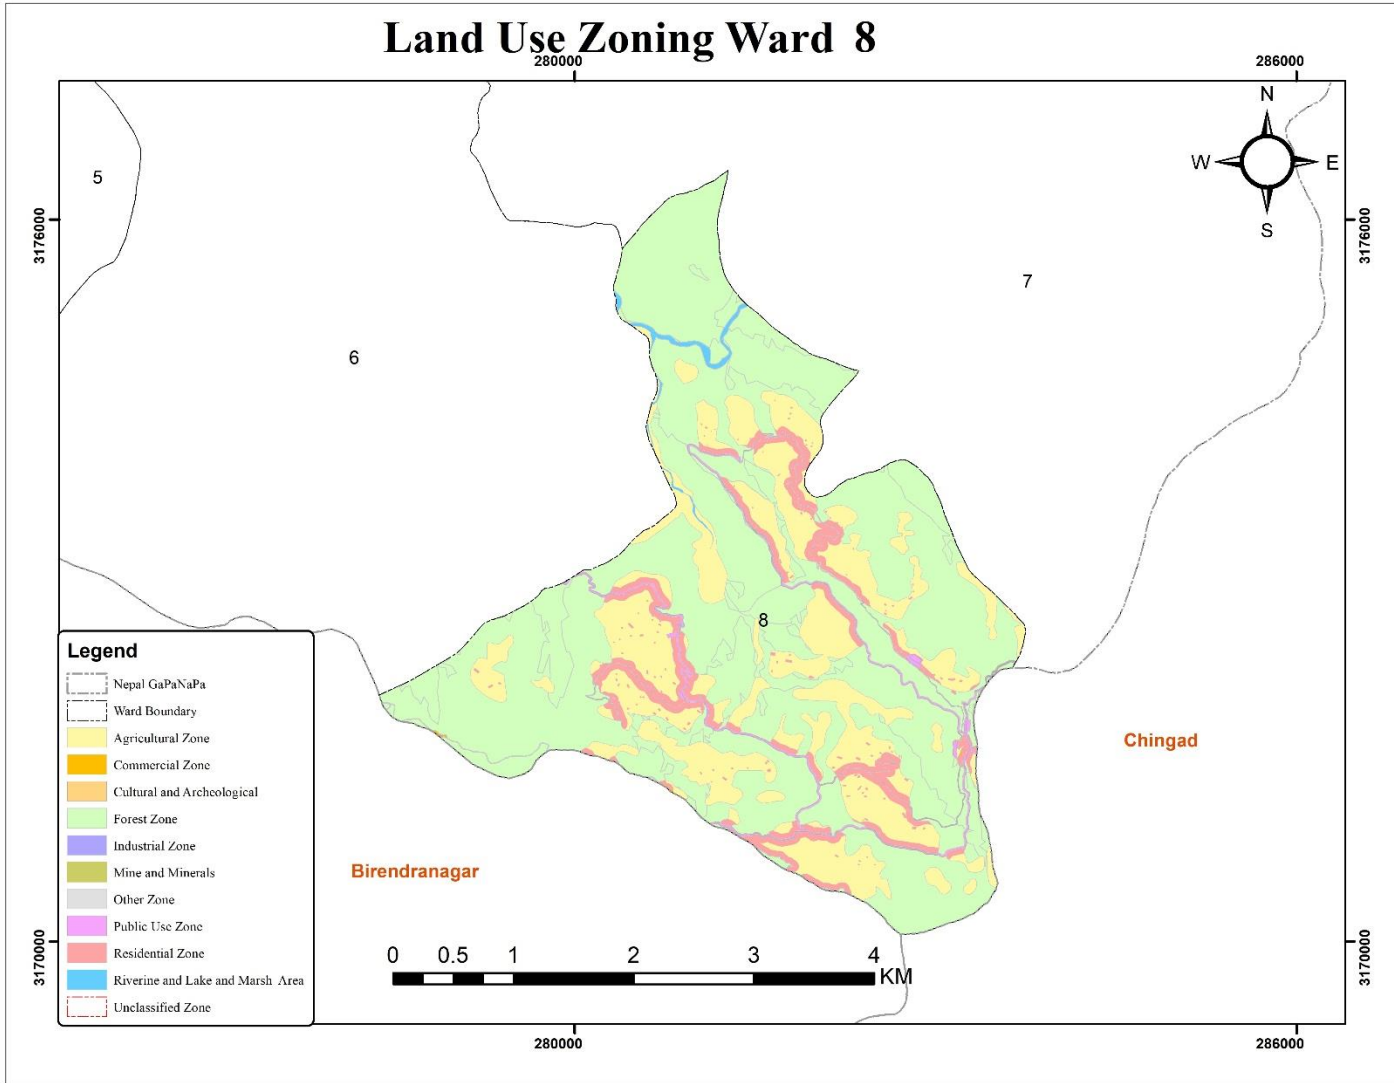 Land Use Zoning Ward 8
280000
286000
N
W
E
S
5
3176000
3176000
7
6
8
Legend
Nepal GaPaNaPa
Ward Boundary
Agricultural Zone
Commercial Zone
Cultural and Archeological
Forest Zone
Industrial Zone
Mine and Minerals
Other Zone
Public Use Zone
Residential Zone
Riverine and Lake and Marsh Area
Unclassified Zone
Chingad
Birendranagar
3170000
3170000
0 0.5 1 2 3 4
KM
280000
286000